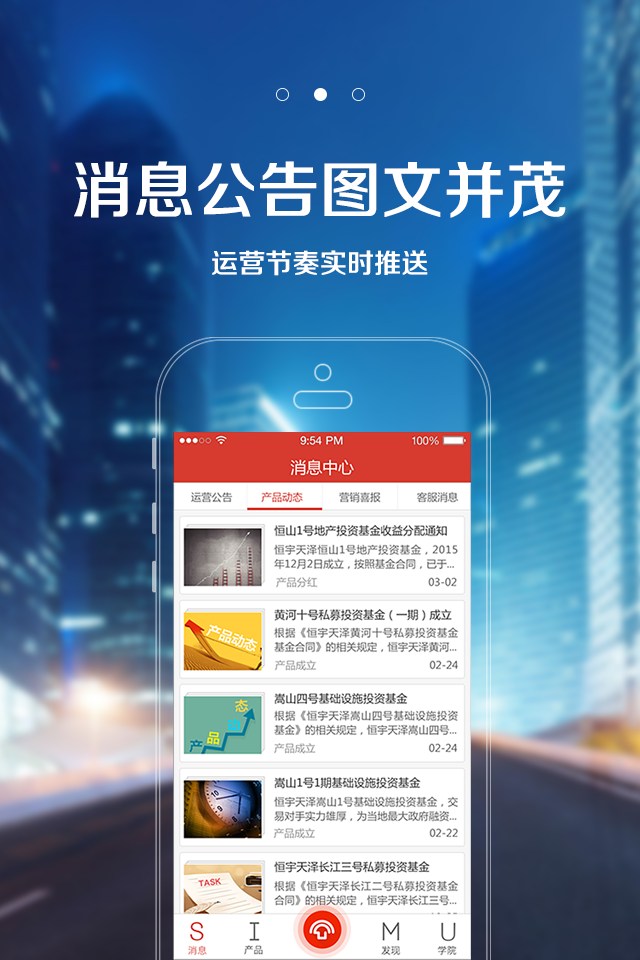 消息公告图文并茂
运营节奏实时推送
9:54 PM
100%
消息中心
运营公告
产品动态
营销喜报
客服消息
恒山1号地产投资基金收益分配通知
恒宇天泽恒山1号地产投资基金，2015
年12月2日成立，按照基金合同，已于...
产品分红
03-02
产品动态
黄河十号私募投资基金（一期）成立
根据《恒宇天泽黄河十号私募投资基金
基金合同》的相关规定，恒宇天泽黄河...
产品成立
02-24
产品动态
嵩山四号基础设施投资基金
根据《恒宇天泽嵩山四号基础设施投资
基金》的相关规定，恒宇天泽嵩山四号...
产品成立
02-24
嵩山1号1期基础设施投资基金
恒宇天泽嵩山1号基础设施投资基金，交
易对手实力雄厚，为当地最大政府融资...
产品成立
02-22
TASK
恒宇天泽长江三号私募投资基金
根据《恒宇天泽长江二号私募投资基金
合同》的相关规定，恒宇天泽长江三号...
S
I
M
U
消息
产品
发现
学院